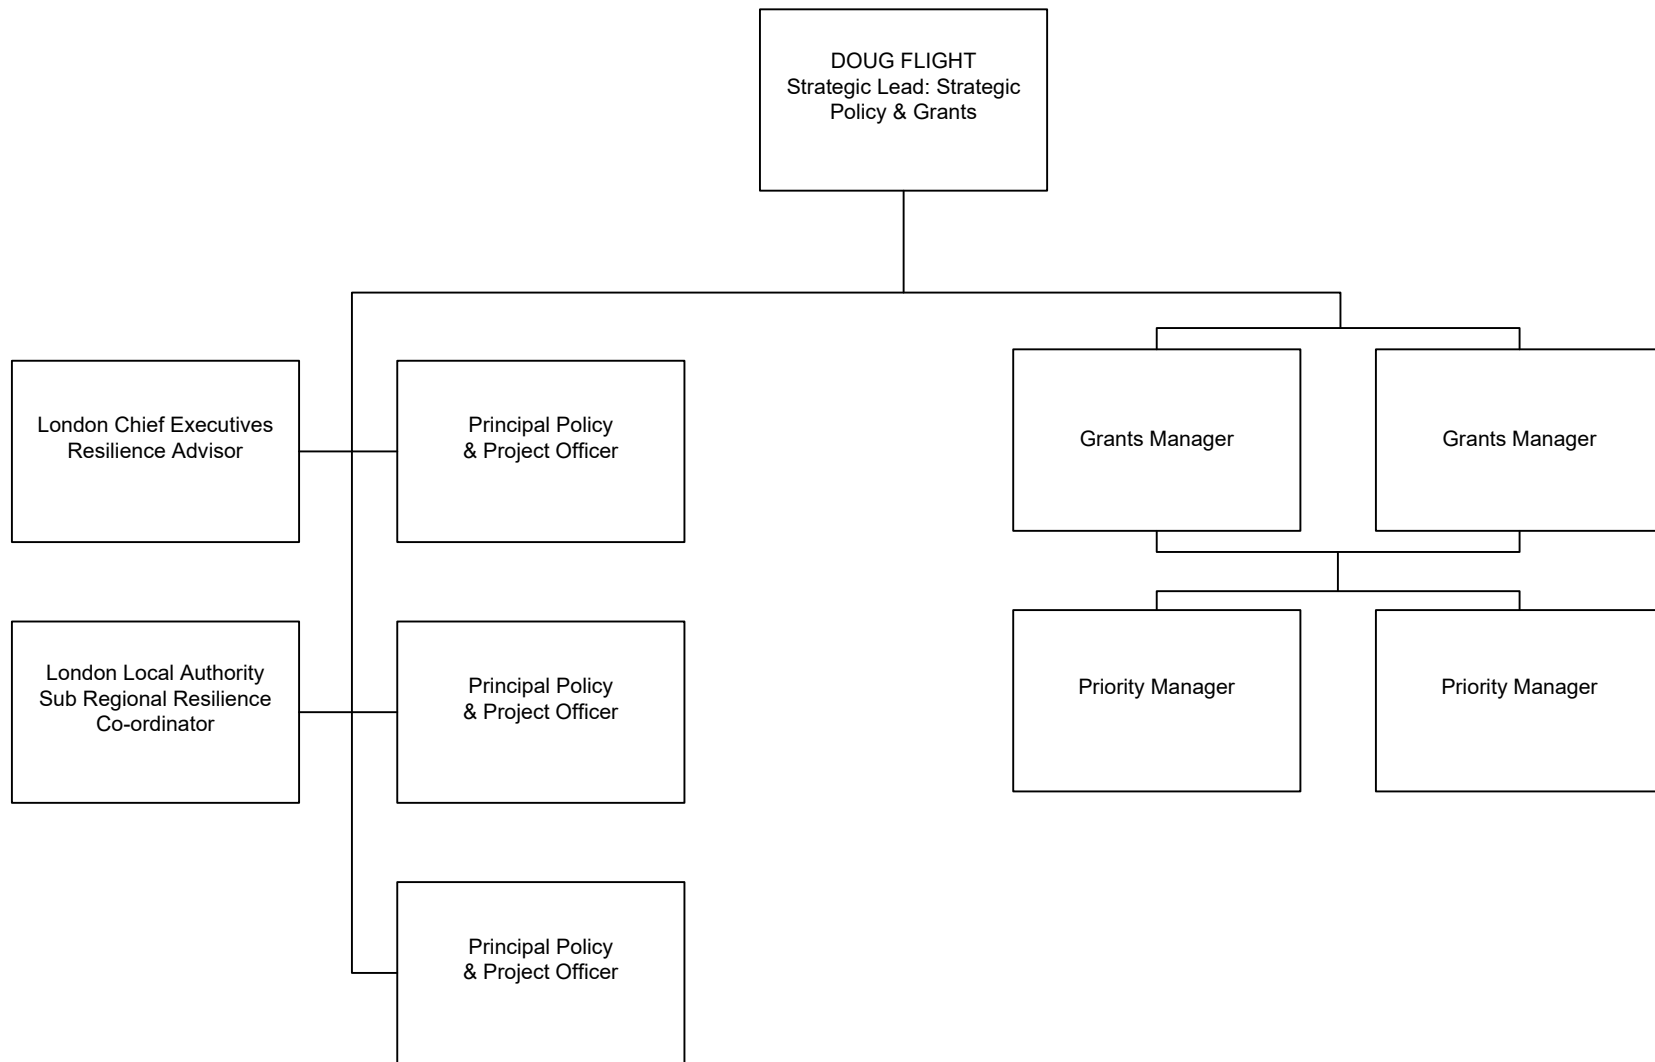 DOUG FLIGHT
Strategic Lead: Strategic
Policy & Grants
London Chief Executives
Resilience Advisor
Principal Policy
& Project Officer
Grants Manager
Grants Manager
London Local Authority
Sub Regional Resilience
Co-ordinator
Principal Policy
& Project Officer
Priority Manager
Priority Manager
Principal Policy
& Project Officer